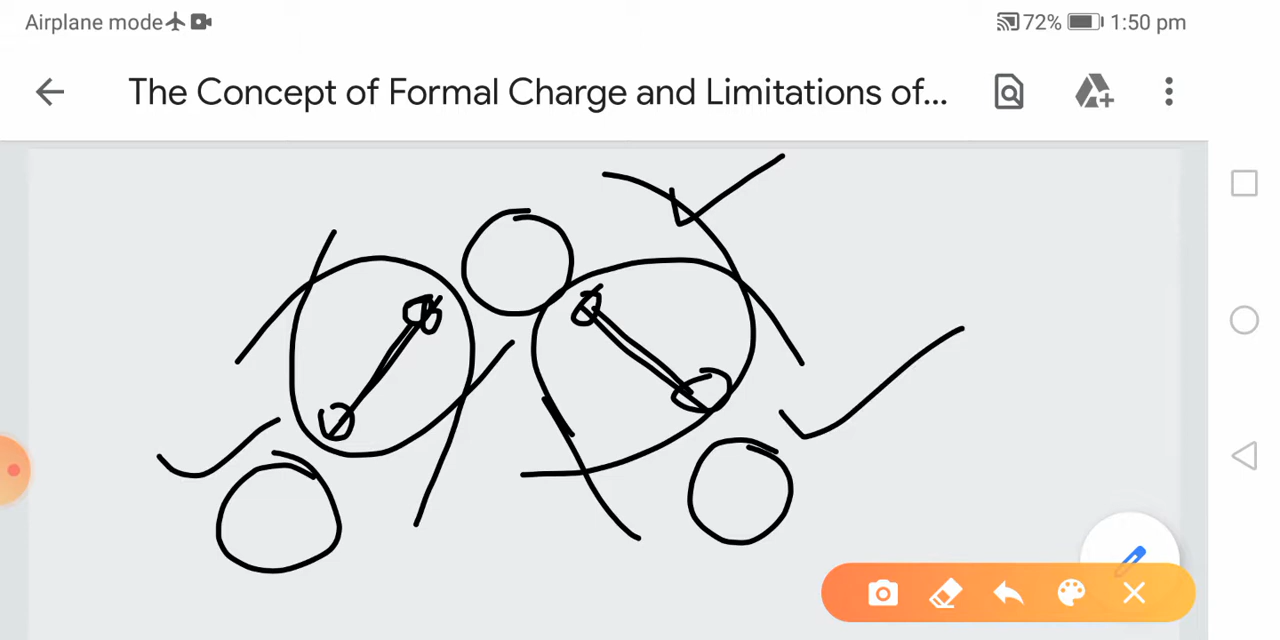 Airplane mode
72% 1:50 pm
The Concept of Formal Charge and Limitations of...